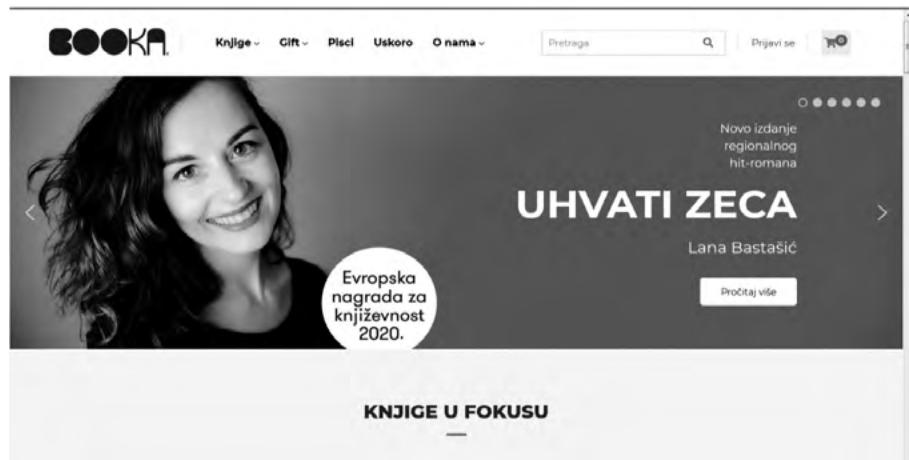 BOOKA
Knjige Gift Pisci Uskoro O nama
Pretraga
Prijavi se
0
Novo izdanje
regionalnog
hit-romana
UHVATI ZECA
Lana Bastašić
Pročitaj više
Evropska
nagrada za
književnost
2020.
KNJIGE U FOKUSU